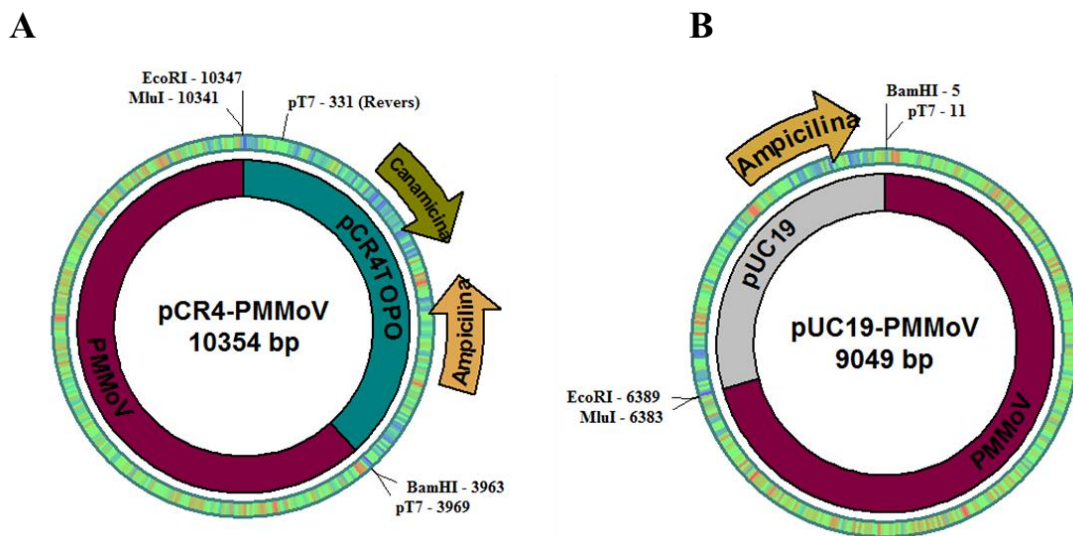 A
EcoRI - 10347
MluI - 10341
pT7 - 331 (Revers)
Canamicina
pCR4TOPO
Ampicilina
pCR4-PMMoV
10354 bp
PMMoV
BamHI - 3963
pT7 - 3969
B
BamHI - 5
pT7 - 11
Ampicilina
pUC19
pUC19-PMMoV
9049 bp
EcoRI - 6389
MluI - 6383
PMMoV